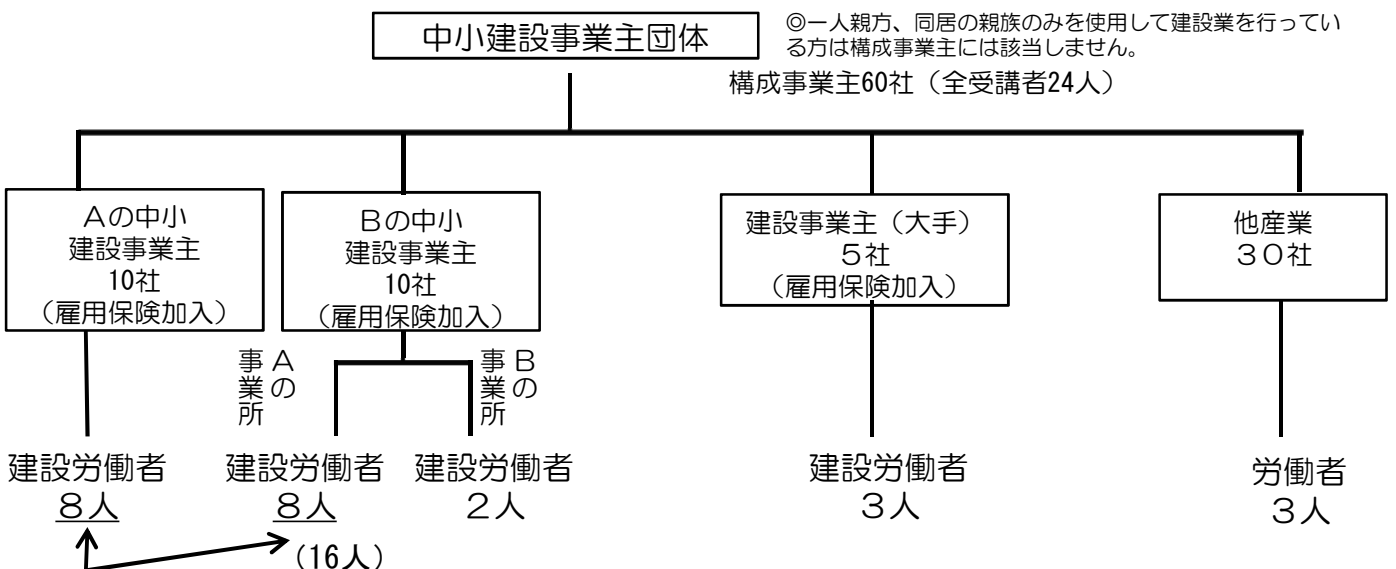 中小建設事業主団体
◎一人親方、同居の親族のみを使用して建設業を行ってい
る方は構成事業主には該当しません。
構成事業主60社（全受講者24人）
Aの中小
建設事業主
10社
（雇用保険加入）
Bの中小
建設事業主
10社
（雇用保険加入）
建設事業主（大手）
５社
（雇用保険加入）
他産業
３０社
Aの
事業所
Bの
事業所
建設労働者
８人
建設労働者
８人
建設労働者
２人
建設労働者
３人
労働者
３人
（16人）